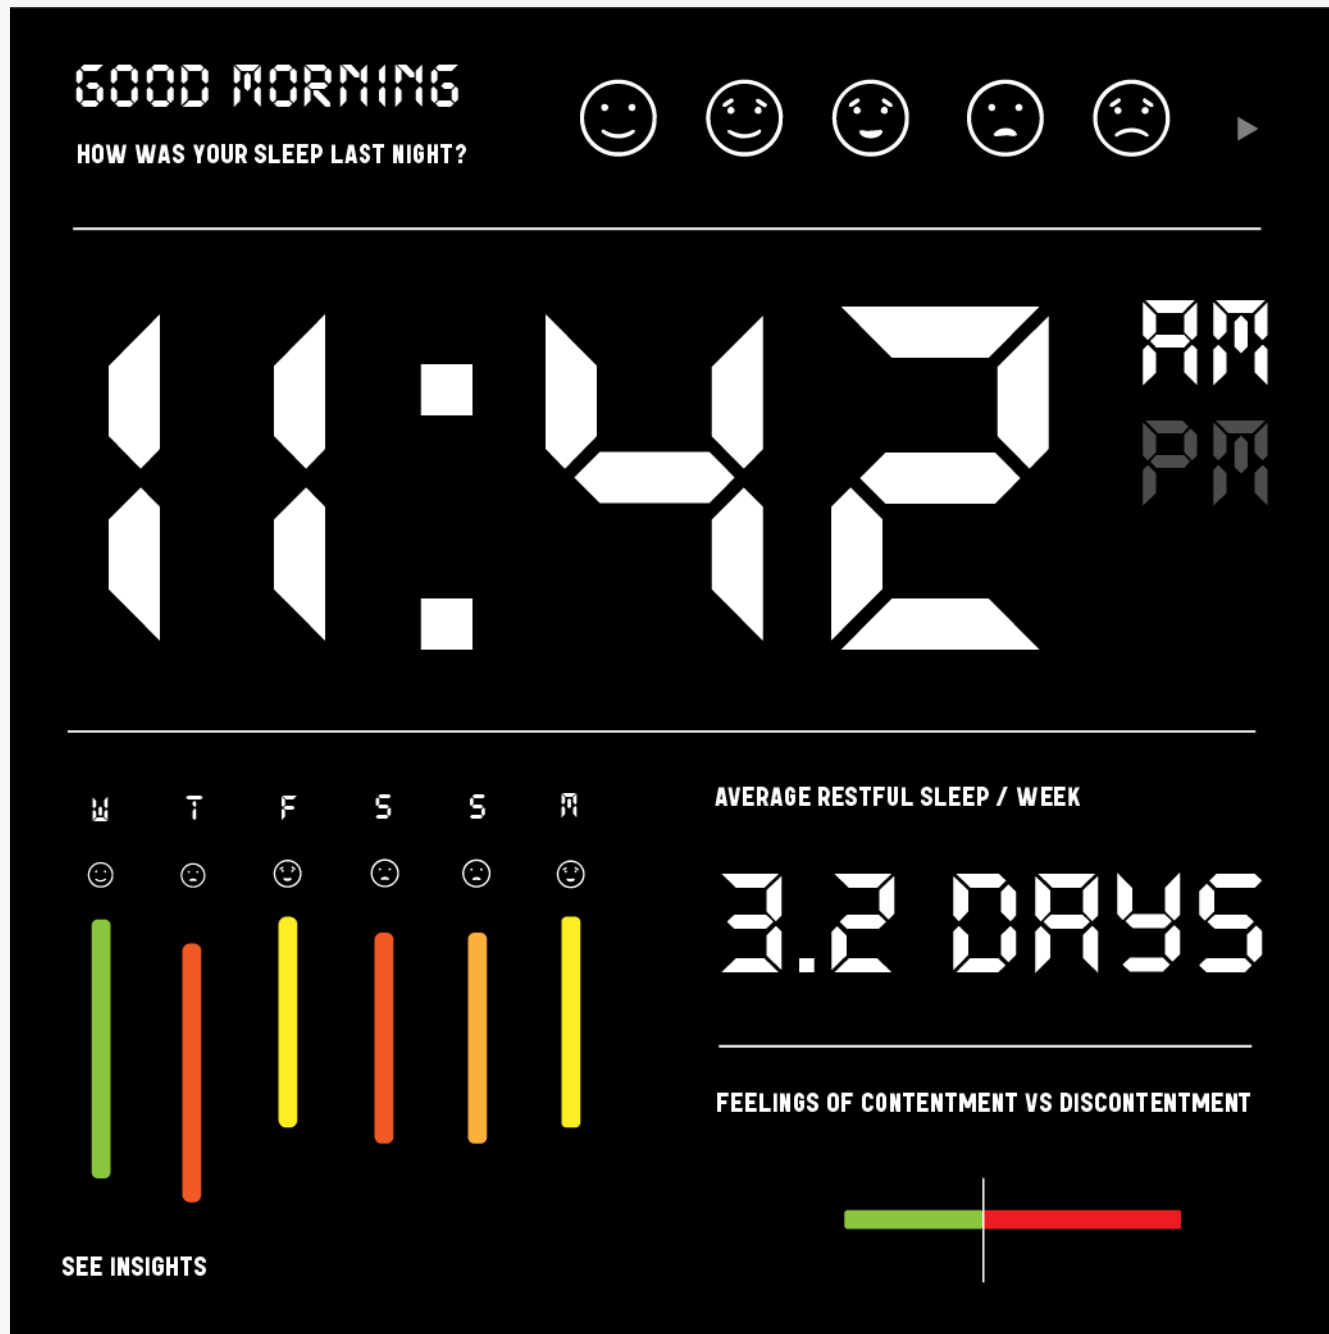 GOOD MORNING
HOW WAS YOUR SLEEP LAST NIGHT?
11:42
AM
PM
W T F S S M
AVERAGE RESTFUL SLEEP / WEEK
3.2 DAYS
FEELINGS OF CONTENTMENT VS DISCONTENTMENT
SEE INSIGHTS